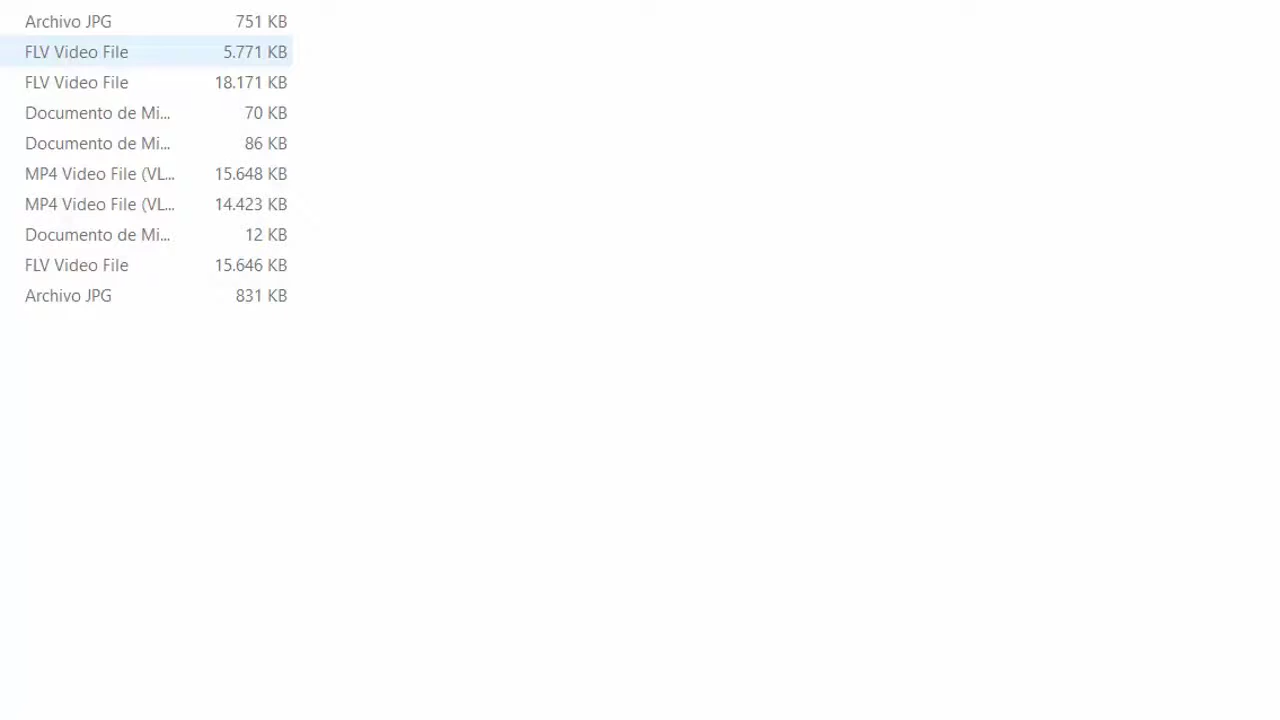 Archivo JPG 751 KB
FLV Video File 5.771 KB
FLV Video File 18.171 KB
Documento de Mi... 70 KB
Documento de Mi... 86 KB
MP4 Video File (VL... 15.648 KB
MP4 Video File (VL... 14.423 KB
Documento de Mi... 12 KB
FLV Video File 15.646 KB
Archivo JPG 831 KB